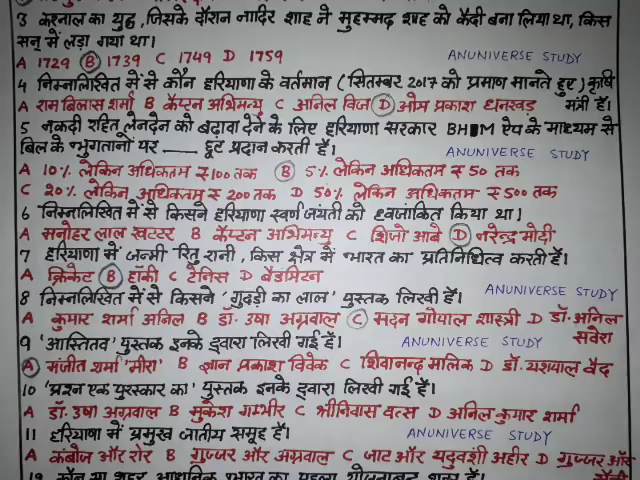 3 करनाल का युद्ध, जिसके दौरान नादिर शाह ने मुहम्मद शाह को कैदी बना लिया था, किस
सन् में लड़ा गया था।
A 1729 B 1739 C 1749 D 1759 ANUNIVERSE STUDY
4 निम्नलिखित में से कौन हरियाणा के वर्तमान (सितम्बर 2017 को प्रमाण मानते हुए) कृषि
मंत्री हैं।
A राम बिलास शर्मा B कैप्टन अभिमन्यु C अनिल विज D ओम प्रकाश धनखड़
5 नकदी रहित लेनदेन को बढ़ावा देने के लिए हरियाणा सरकार BHIM ऐप के माध्यम से
बिल के भुगतानों पर ____ छूट प्रदान करती है। ANUNIVERSE STUDY
A 10% लेकिन अधिकतम ₹100 तक B 5% लेकिन अधिकतम ₹ 50 तक
C 20% लेकिन अधिकतम ₹ 200 तक D 50% लेकिन अधिकतम ₹ 500 तक
6 निम्नलिखित में से किसने हरियाणा स्वर्ण जयंती को ध्वजांकित किया था।
A मनोहर लाल खट्टर B कैप्टन अभिमन्यु C शिंजो आबे D नरेन्द्र मोदी
7 हरियाणा में जन्मी रितु रानी, किस क्षेत्र में भारत का प्रतिनिधित्व करती हैं।
A क्रिकेट B हॉकी C टेनिस D बैडमिंटन
8 निम्नलिखित में से किसने 'गुदड़ी का लाल' पुस्तक लिखी हैं। ANUNIVERSE STUDY
A कुमार शर्मा अनिल B डॉ. उषा अग्रवाल C मदन गोपाल शास्त्री D डॉ. अनिल
सवेरा
9 'आस्तितव' पुस्तक इनके द्वारा लिखी गई हैं। ANUNIVERSE STUDY
A मंजीत शर्मा 'मीरा' B ज्ञान प्रकाश विवेक C शिवानन्द मालिक D डॉ. यशपाल वैद
10 'प्रश्न एक पुरस्कार का' पुस्तक इनके द्वारा लिखी गई हैं।
A डॉ. उषा अग्रवाल B मुकेश गम्भीर C श्रीनिवास वत्स D अनिल कुमार शर्मा
11 हरियाणा में प्रमुख जातीय समूह हैं। ANUNIVERSE STUDY
A कंबोज और रोर B गुज्जर और अग्रवाल C जाट और यदुवंशी अहीर D गुज्जर और